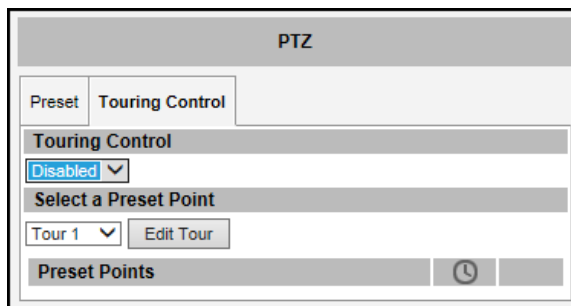 PTZ
Preset Touring Control
Touring Control
Disabled
Select a Preset Point
Tour 1 Edit Tour
Preset Points